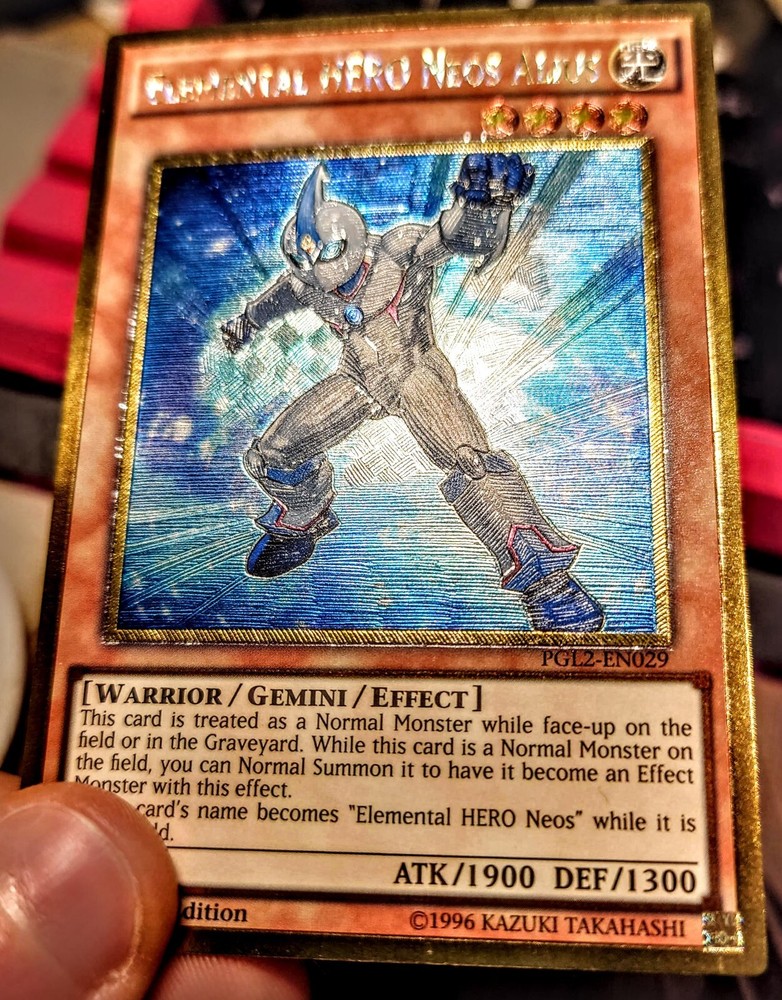 ELEMENTAL HERO NEOS ALIUS
PGL2-EN029
[WARRIOR/GEMINI/EFFECT]
This card is treated as a Normal Monster while face-up on the
field or in the Graveyard. While this card is a Normal Monster on
the field, you can Normal Summon it to have it become an Effect
Monster with this effect.
card's name becomes "Elemental HERO Neos" while it is
ATK/1900 DEF/1300
dition
©1996 KAZUKI TAKAHASHI